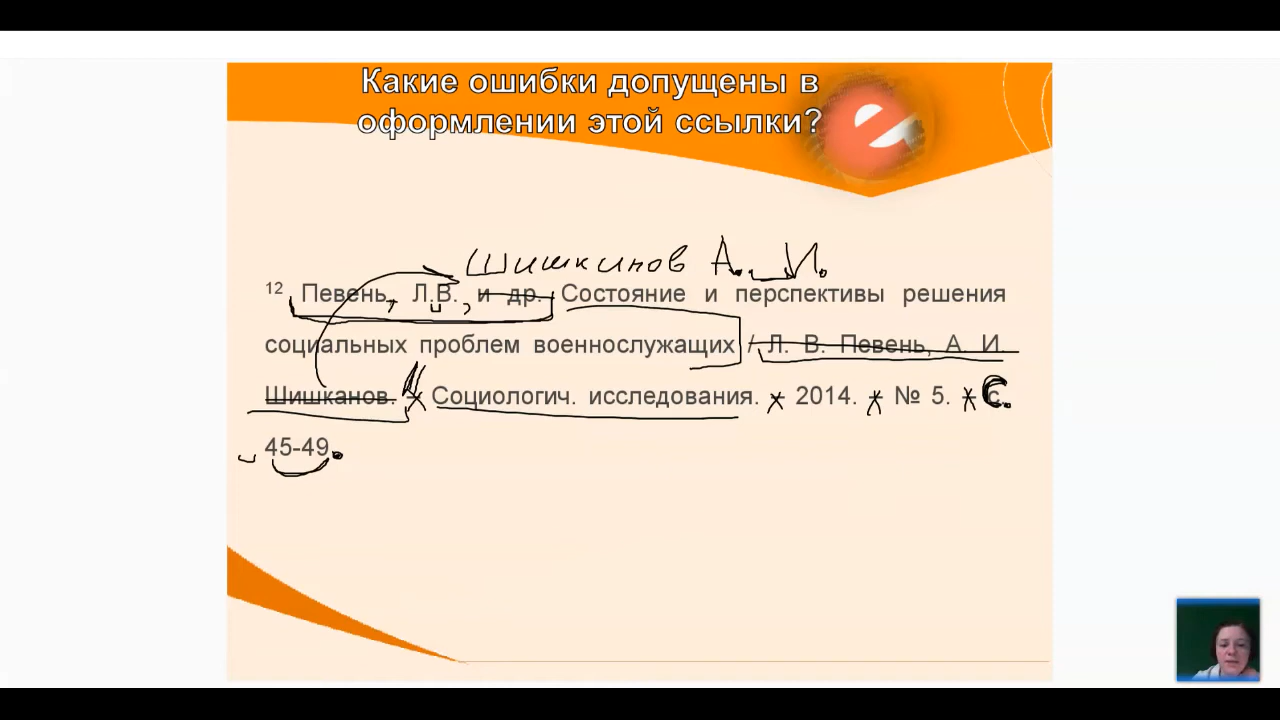 Какие ошибки допущены в
оформлении этой ссылки?
Шишкинов А. И.
12 Певень, Л.В. , и др. Состояние и перспективы решения
социальных проблем военнослужащих / Л. В. Певень, А. И.
Шишканов. // Социологич. исследования. – 2014. – № 5. – С.
45-49.